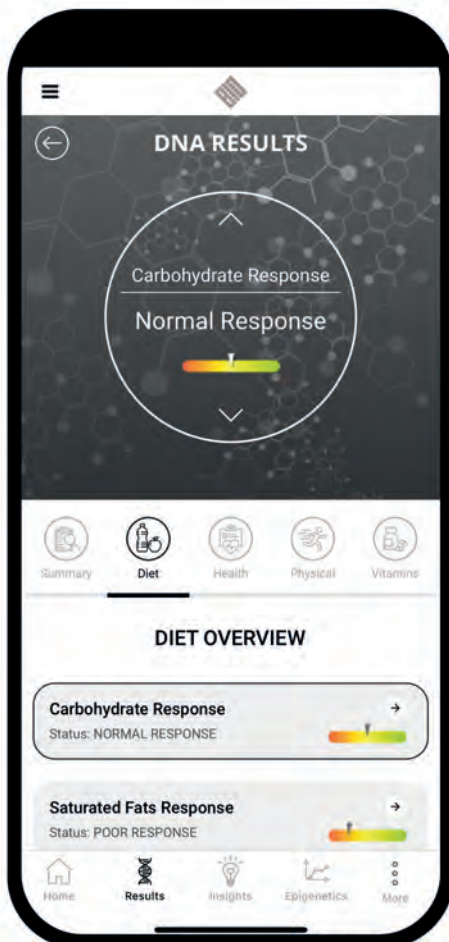 DNA RESULTS
Carbohydrate Response
Normal Response
Summary
Diet
Health
Physical
Vitamins
DIET OVERVIEW
Carbohydrate Response
Status: NORMAL RESPONSE
Saturated Fats Response
Status: POOR RESPONSE
Home
Results
Insights
Epigenetics
More